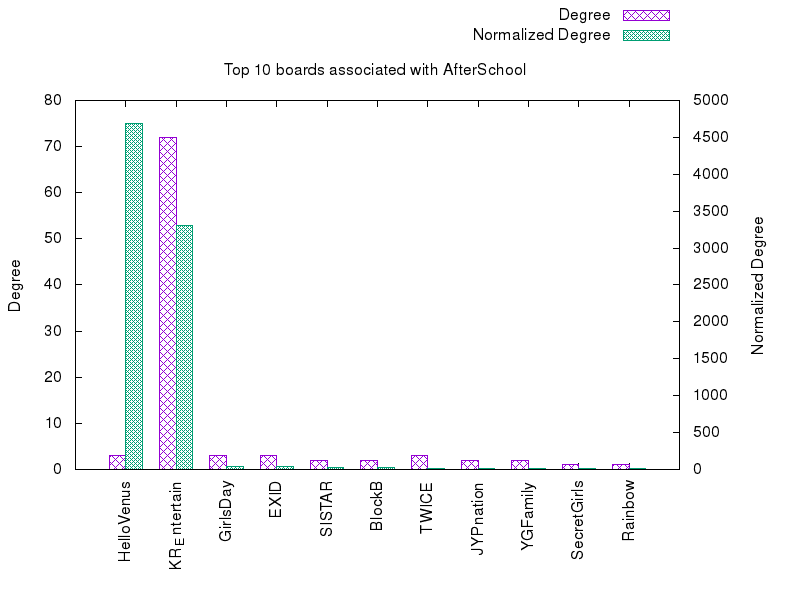 Degree
Normalized Degree
Top 10 boards associated with AfterSchool
80
70
60
50
40
30
20
10
0
5000
4500
4000
3500
3000
2500
2000
1500
1000
500
0
Degree
Normalized Degree
HelloVenus
KREntertain
GirlsDay
EXID
SISTAR
BlockB
TWICE
JYPnation
YGFamily
SecretGirls
Rainbow